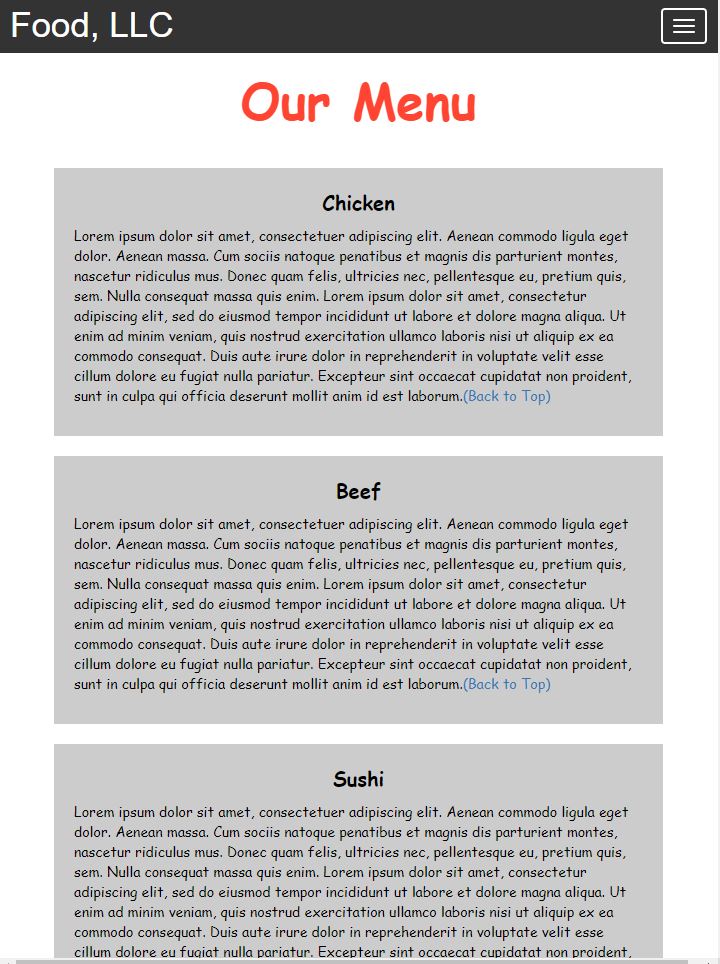 Food, LLC
Our Menu
Chicken
Lorem ipsum dolor sit amet, consectetuer adipiscing elit. Aenean commodo ligula eget
dolor. Aenean massa. Cum sociis natoque penatibus et magnis dis parturient montes,
nascetur ridiculus mus. Donec quam felis, ultricies nec, pellentesque eu, pretium quis,
sem. Nulla consequat massa quis enim. Lorem ipsum dolor sit amet, consectetur
adipiscing elit, sed do eiusmod tempor incididunt ut labore et dolore magna aliqua. Ut
enim ad minim veniam, quis nostrud exercitation ullamco laboris nisi ut aliquip ex ea
commodo consequat. Duis aute irure dolor in reprehenderit in voluptate velit esse
cillum dolore eu fugiat nulla pariatur. Excepteur sint occaecat cupidatat non proident,
sunt in culpa qui officia deserunt mollit anim id est laborum.(Back to Top)
Beef
Lorem ipsum dolor sit amet, consectetuer adipiscing elit. Aenean commodo ligula eget
dolor. Aenean massa. Cum sociis natoque penatibus et magnis dis parturient montes,
nascetur ridiculus mus. Donec quam felis, ultricies nec, pellentesque eu, pretium quis,
sem. Nulla consequat massa quis enim. Lorem ipsum dolor sit amet, consectetur
adipiscing elit, sed do eiusmod tempor incididunt ut labore et dolore magna aliqua. Ut
enim ad minim veniam, quis nostrud exercitation ullamco laboris nisi ut aliquip ex ea
commodo consequat. Duis aute irure dolor in reprehenderit in voluptate velit esse
cillum dolore eu fugiat nulla pariatur. Excepteur sint occaecat cupidatat non proident,
sunt in culpa qui officia deserunt mollit anim id est laborum.(Back to Top)
Sushi
Lorem ipsum dolor sit amet, consectetuer adipiscing elit. Aenean commodo ligula eget
dolor. Aenean massa. Cum sociis natoque penatibus et magnis dis parturient montes,
nascetur ridiculus mus. Donec quam felis, ultricies nec, pellentesque eu, pretium quis,
sem. Nulla consequat massa quis enim. Lorem ipsum dolor sit amet, consectetur
adipiscing elit, sed do eiusmod tempor incididunt ut labore et dolore magna aliqua. Ut
enim ad minim veniam, quis nostrud exercitation ullamco laboris nisi ut aliquip ex ea
commodo consequat. Duis aute irure dolor in reprehenderit in voluptate velit esse
cillum dolore eu fugiat nulla pariatur. Excepteur sint occaecat cupidatat non proident,